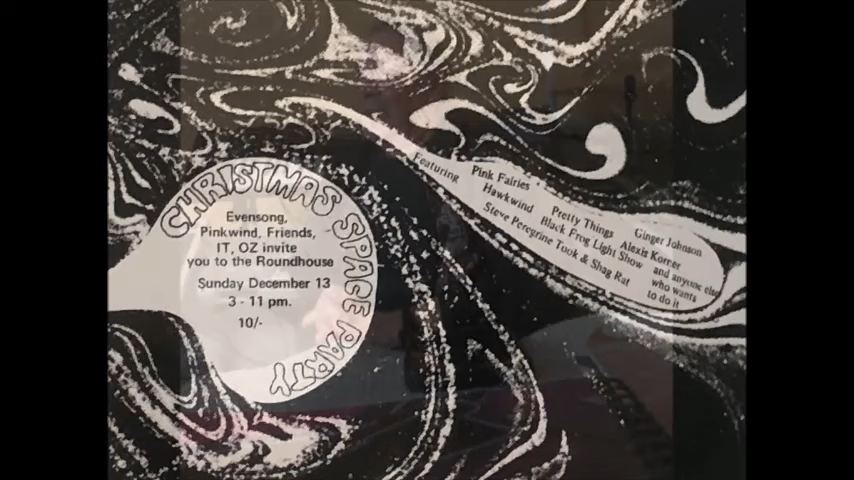 CHRISTMAS SPACE PARTY
Evensong,
Pinkwind, Friends,
IT, OZ invite
you to the Roundhouse
Sunday December 13
3 - 11 pm.
10/-
Featuring
Pink Fairies
Pretty Things
Ginger Johnson
Hawkwind
Black Frog Light Show
Alexis Korner
Steve Peregrine Took & Shag Rat
and anyone else
who wants
to do it